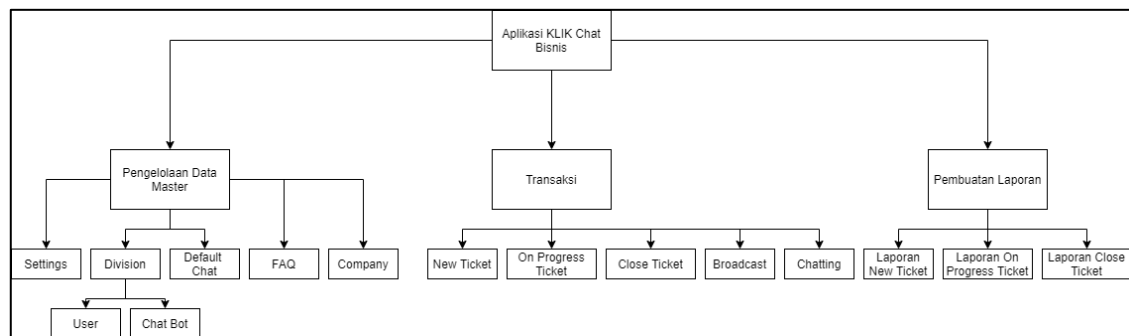 Aplikasi KLIK Chat
Bisnis
Pengelolaan Data
Master
Transaksi
Pembuatan Laporan
Settings
Division
Default
Chat
FAQ
Company
New Ticket
On Progress
Ticket
Close Ticket
Broadcast
Chatting
Laporan
New Ticket
Laporan On
Progress Ticket
Laporan Close
Ticket
User
Chat Bot